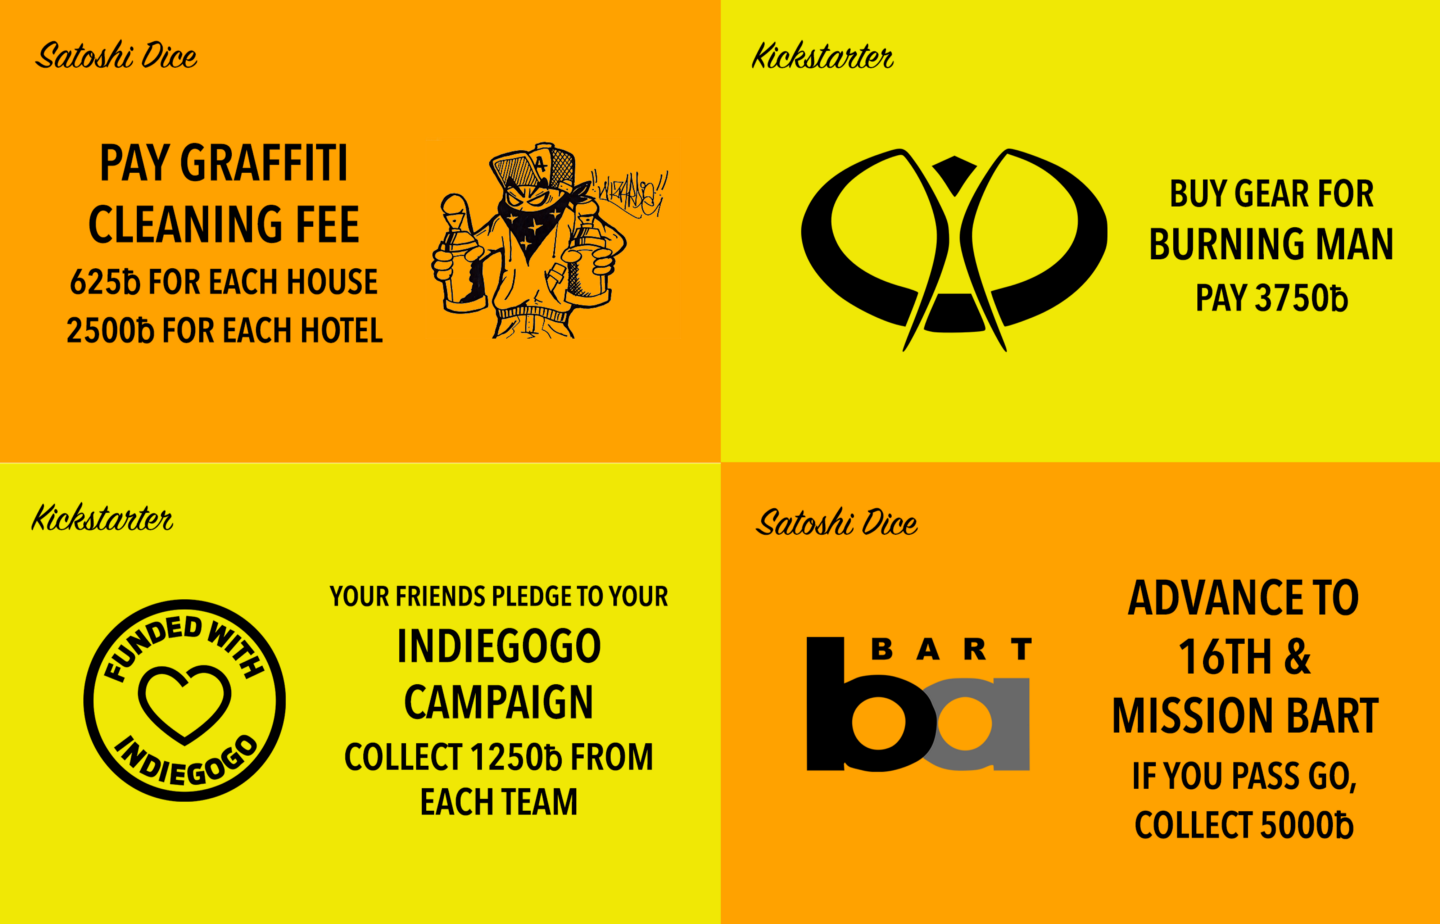 Satoshi Dice
PAY GRAFFITI
CLEANING FEE
625ƀ FOR EACH HOUSE
2500ƀ FOR EACH HOTEL
4
Kickstarter
BUY GEAR FOR
BURNING MAN
PAY 3750ƀ
Kickstarter
FUNDED WITH
INDIEGOGO
YOUR FRIENDS PLEDGE TO YOUR
INDIEGOGO
CAMPAIGN
COLLECT 1250ƀ FROM
EACH TEAM
Satoshi Dice
BART
ba
ADVANCE TO
16TH &
MISSION BART
IF YOU PASS GO,
COLLECT 5000ƀ